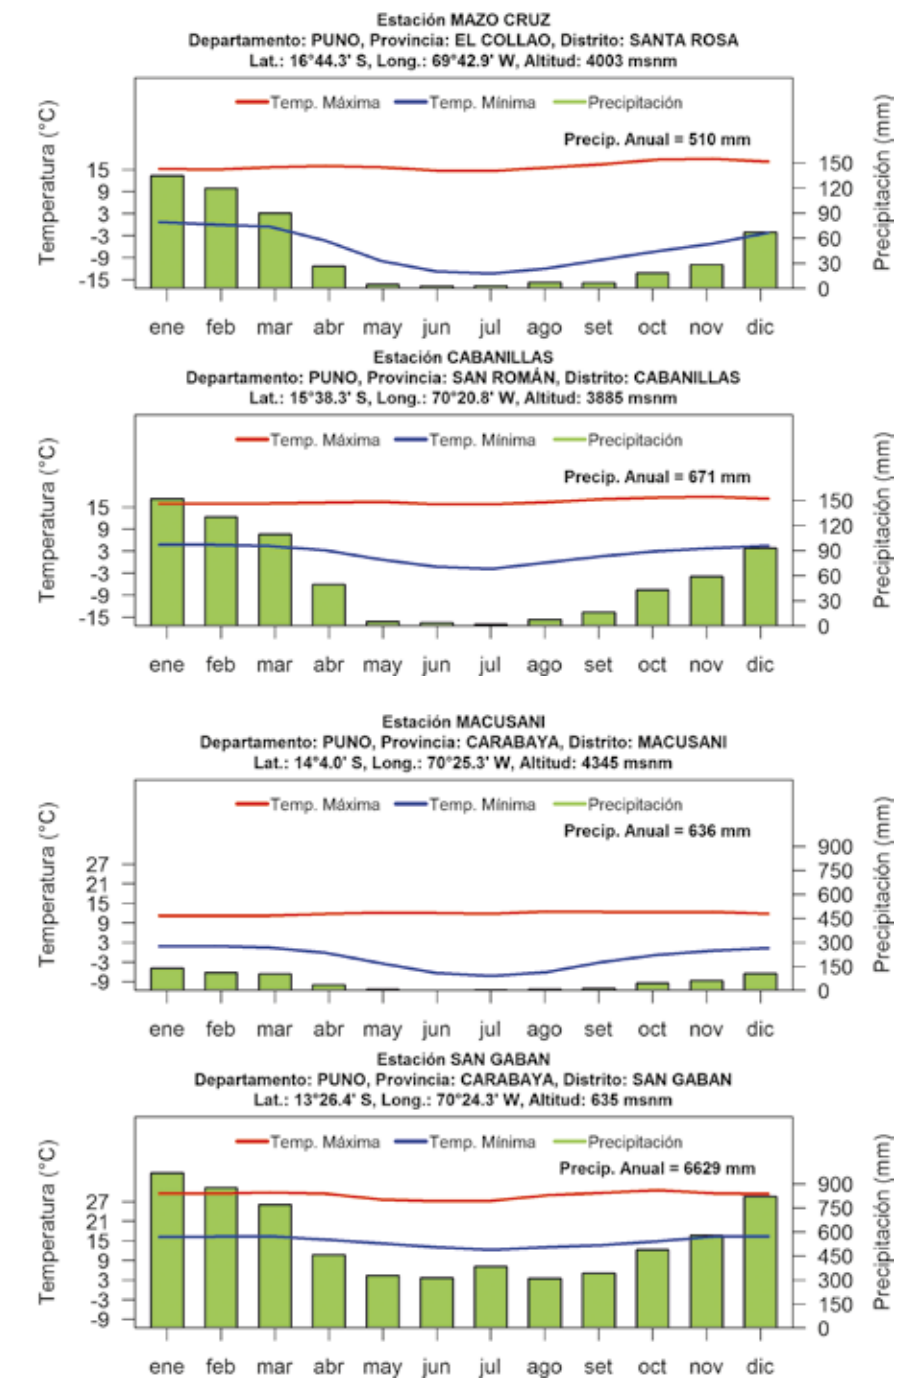 Estación MAZO CRUZ
Departamento: PUNO, Provincia: EL COLLAO, Distrito: SANTA ROSA
Lat.: 16°44.3' S, Long.: 69°42.9' W, Altitud: 4003 msnm
Temp. Máxima Temp. Mínima Precipitación
Precip. Anual = 510 mm
Temperatura (°C)
15
9
3
-3
-9
-15
Precipitación (mm)
150
120
90
60
30
0
ene feb mar abr may jun jul ago set oct nov dic
Estación CABANILLAS
Departamento: PUNO, Provincia: SAN ROMÁN, Distrito: CABANILLAS
Lat.: 15°38.3' S, Long.: 70°20.8' W, Altitud: 3885 msnm
Temp. Máxima Temp. Mínima Precipitación
Precip. Anual = 671 mm
Temperatura (°C)
15
9
3
-3
-9
-15
Precipitación (mm)
150
120
90
60
30
0
ene feb mar abr may jun jul ago set oct nov dic
Estación MACUSANI
Departamento: PUNO, Provincia: CARABAYA, Distrito: MACUSANI
Lat.: 14°4.0' S, Long.: 70°25.3' W, Altitud: 4345 msnm
Temp. Máxima Temp. Mínima Precipitación
Precip. Anual = 636 mm
Temperatura (°C)
27
21
15
9
3
-3
-9
Precipitación (mm)
900
750
600
450
300
150
0
ene feb mar abr may jun jul ago set oct nov dic
Estación SAN GABAN
Departamento: PUNO, Provincia: CARABAYA, Distrito: SAN GABAN
Lat.: 13°26.4' S, Long.: 70°24.3' W, Altitud: 635 msnm
Temp. Máxima Temp. Mínima Precipitación
Precip. Anual = 6629 mm
Temperatura (°C)
27
21
15
9
3
-3
-9
Precipitación (mm)
900
750
600
450
300
150
0
ene feb mar abr may jun jul ago set oct nov dic